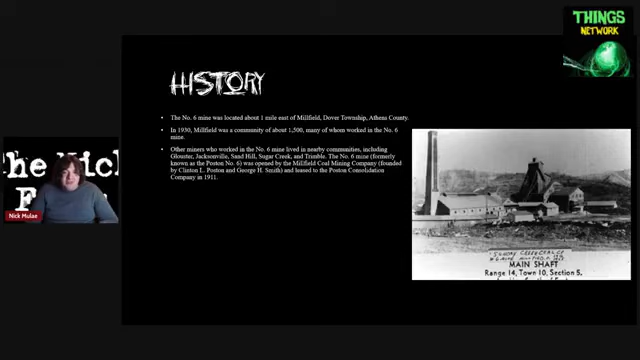 THINGS
NETWORK
HISTORY
• The No. 6 mine was located about 1 mile east of Millfield, Dover Township, Athens County.
• In 1930, Millfield was a community of about 1,500, many of whom worked in the No. 6
mine.
• Other miners who worked in the No. 6 mine lived in nearby communities, including
Glouster, Jacksonville, Sand Hill, Sugar Creek, and Trimble. The No. 6 mine (formerly
known as the Poston No. 6) was opened by the Millfield Coal Mining Company (founded
by Clinton L. Poston and George H. Smith) and leased to the Poston Consolidation
Company in 1911.
The Nick
Nick Mulae
MAIN SHAFT
Range 14, Town 10, Section 5,